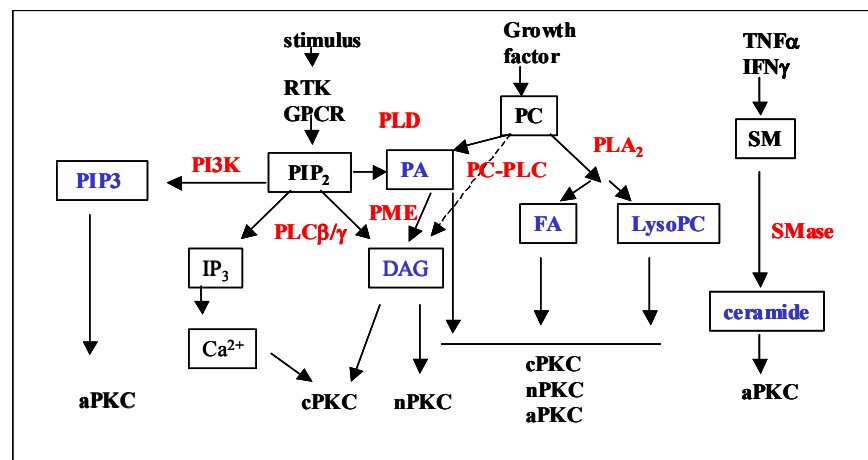 stimulus
Growth
factor
TNFα
IFNγ
RTK
GPCR
PLD
PC
PLA2
SM
PI3K
PIP2
PA
PC-PLC
PIP3
PME
PLCβ/γ
FA
LysoPC
SMase
IP3
DAG
ceramide
Ca2+
cPKC
nPKC
aPKC
aPKC
cPKC
nPKC
aPKC